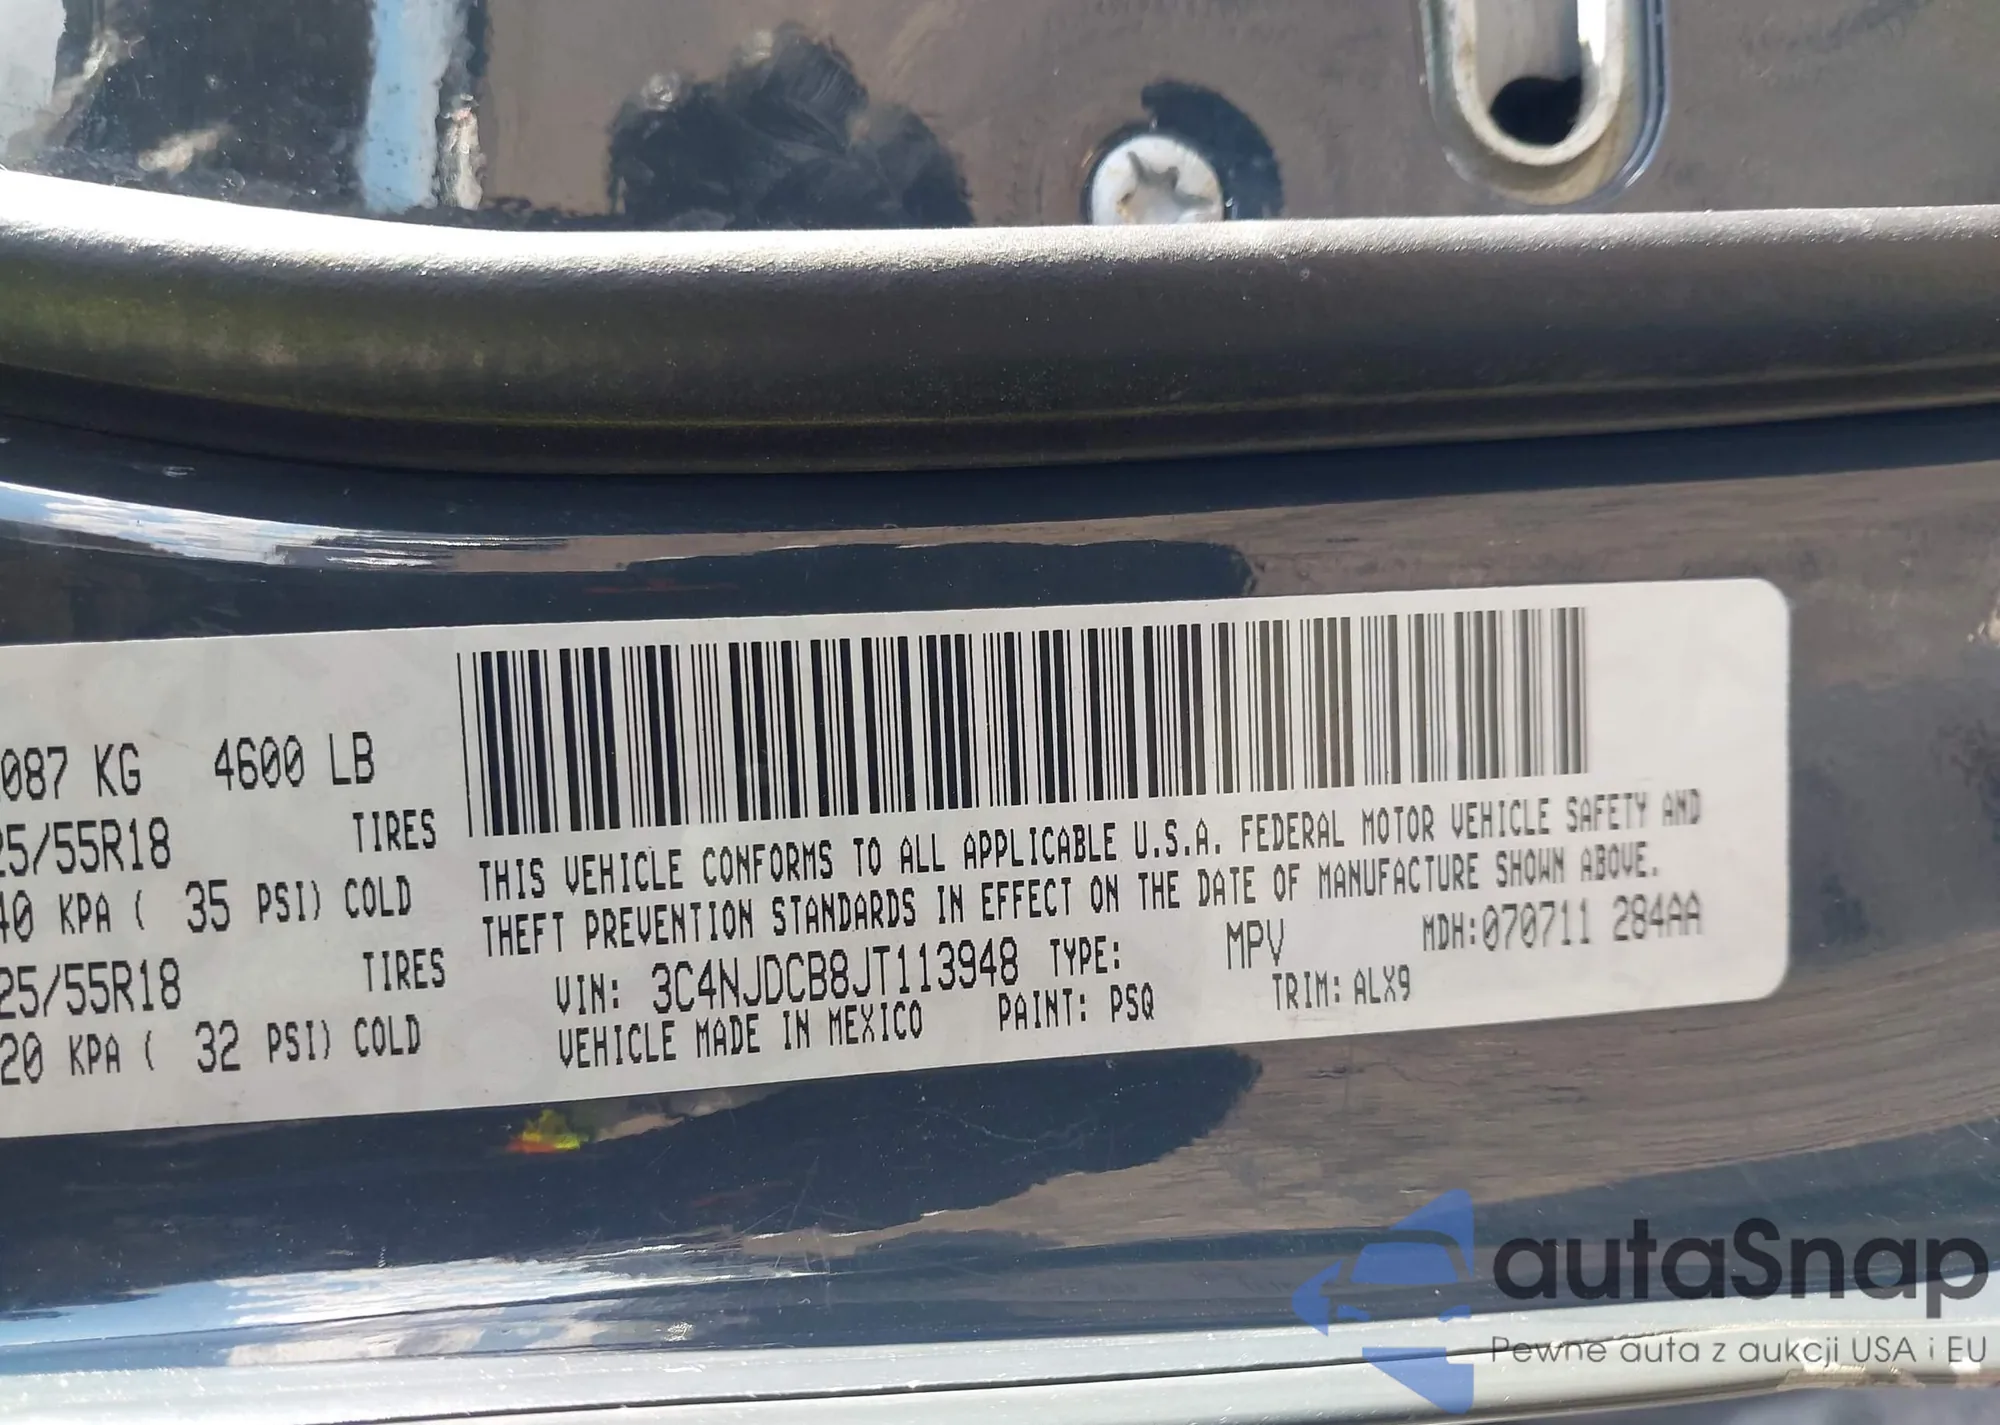 087 KG 4600 LB
25/55R18 TIRES
40 KPA ( 35 PSI) COLD
25/55R18 TIRES
20 KPA ( 32 PSI) COLD
THIS VEHICLE CONFORMS TO ALL APPLICABLE U.S.A. FEDERAL MOTOR VEHICLE SAFETY AND
THEFT PREVENTION STANDARDS IN EFFECT ON THE DATE OF MANUFACTURE SHOWN ABOVE.
VIN: 3C4NJDCB8JT113948 TYPE: MPV MDH:070711 284AA
VEHICLE MADE IN MEXICO PAINT: PSQ TRIM: ALX9
autaSnap
Pewne auta z aukcji USA i EU